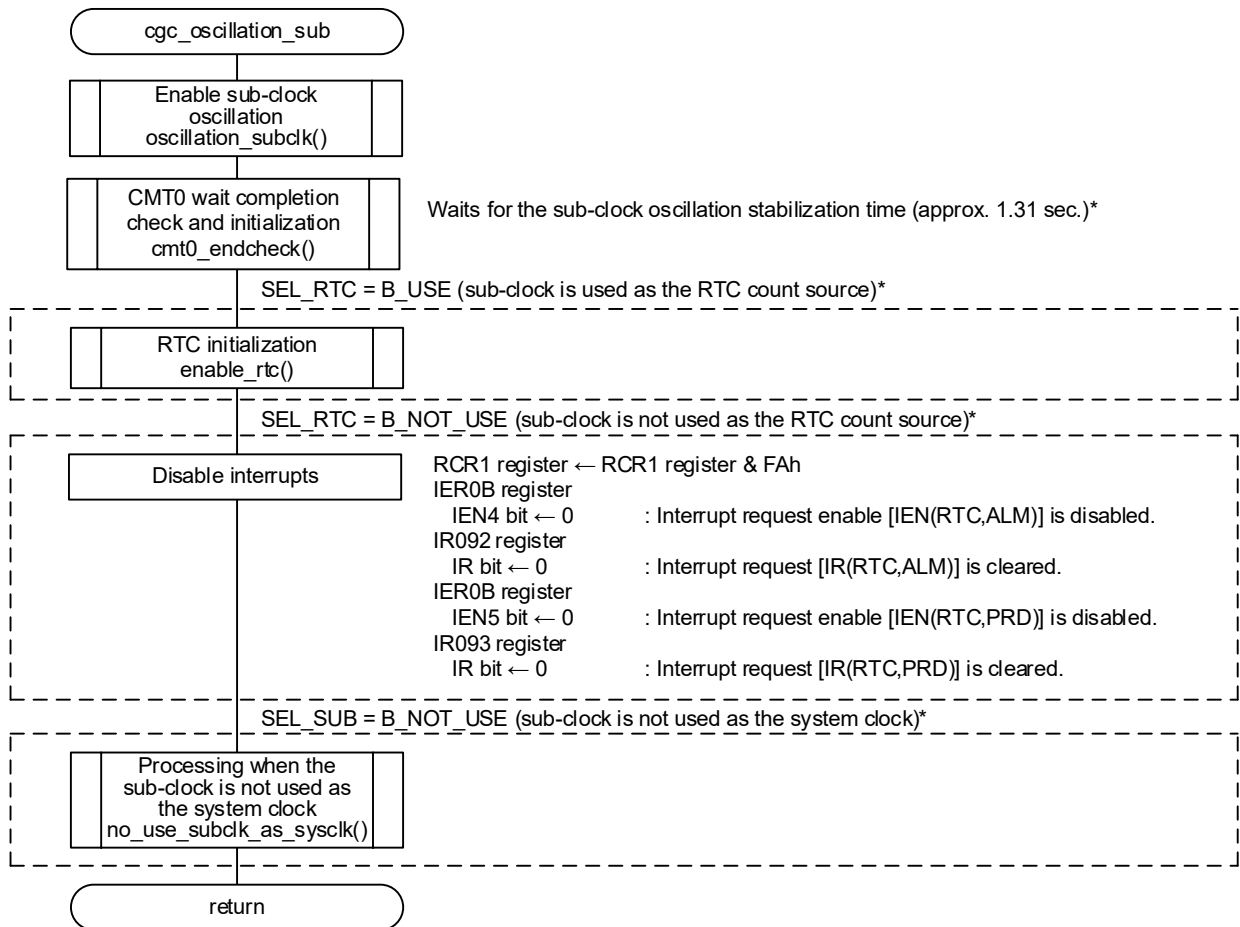 cgc_oscillation_sub
Enable sub-clock
oscillation
oscillation_subclk()
CMT0 wait completion
check and initialization
cmt0_endcheck()
Waits for the sub-clock oscillation stabilization time (approx. 1.31 sec.)*
SEL_RTC = B_USE (sub-clock is used as the RTC count source)*
RTC initialization
enable_rtc()
SEL_RTC = B_NOT_USE (sub-clock is not used as the RTC count source)*
Disable interrupts
RCR1 register ← RCR1 register & FAh
IER0B register
IEN4 bit ← 0 : Interrupt request enable [IEN(RTC,ALM)] is disabled.
IR092 register
IR bit ← 0 : Interrupt request [IR(RTC,ALM)] is cleared.
IER0B register
IEN5 bit ← 0 : Interrupt request enable [IEN(RTC,PRD)] is disabled.
IR093 register
IR bit ← 0 : Interrupt request [IR(RTC,PRD)] is cleared.
SEL_SUB = B_NOT_USE (sub-clock is not used as the system clock)*
Processing when the
sub-clock is not used as
the system clock
no_use_subclk_as_sysclk()
return